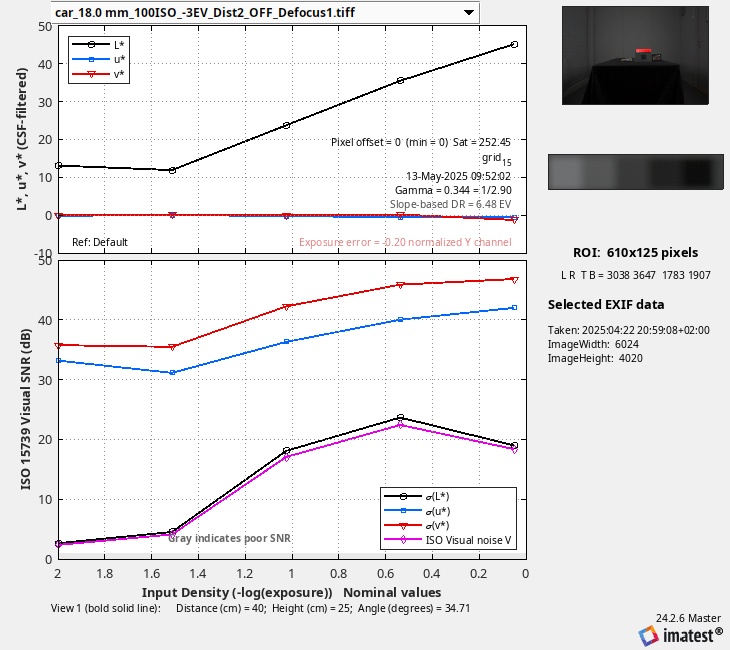 car_18.0 mm_100ISO_-3EV_Dist2_OFF_Defocus1.tiff
50
40
30
20
10
0
-10
L*, u*, v* (CSF-filtered)
L*
u*
v*
Pixel offset = 0 (min = 0) Sat = 252.45
grid15
13-May-2025 09:52:02
Gamma = 0.344 = 1/2.90
Slope-based DR = 6.48 EV
Ref: Default
Exposure error = -0.20 normalized Y channel
50
40
30
20
10
0
ISO 15739 Visual SNR (dB)
Gray indicates poor SNR
𝜎(L*)
𝜎(u*)
𝜎(v*)
ISO Visual noise V
2 1.8 1.6 1.4 1.2 1 0.8 0.6 0.4 0.2 0
Input Density (-log(exposure)) Nominal values
View 1 (bold solid line): Distance (cm) = 40; Height (cm) = 25; Angle (degrees) = 34.71
ROI: 610x125 pixels
L R T B = 3038 3647 1783 1907
Selected EXIF data
Taken: 2025:04:22 20:59:08+02:00
ImageWidth: 6024
ImageHeight: 4020
24.2.6 Master
imatest®